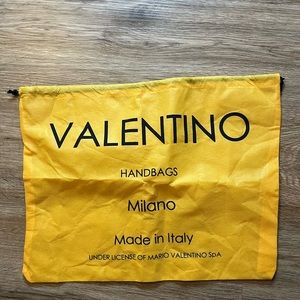 VALENTINO
HANDBAGS
Milano
Made in Italy
UNDER LICENSE OF MARIO VALENTINO SpA